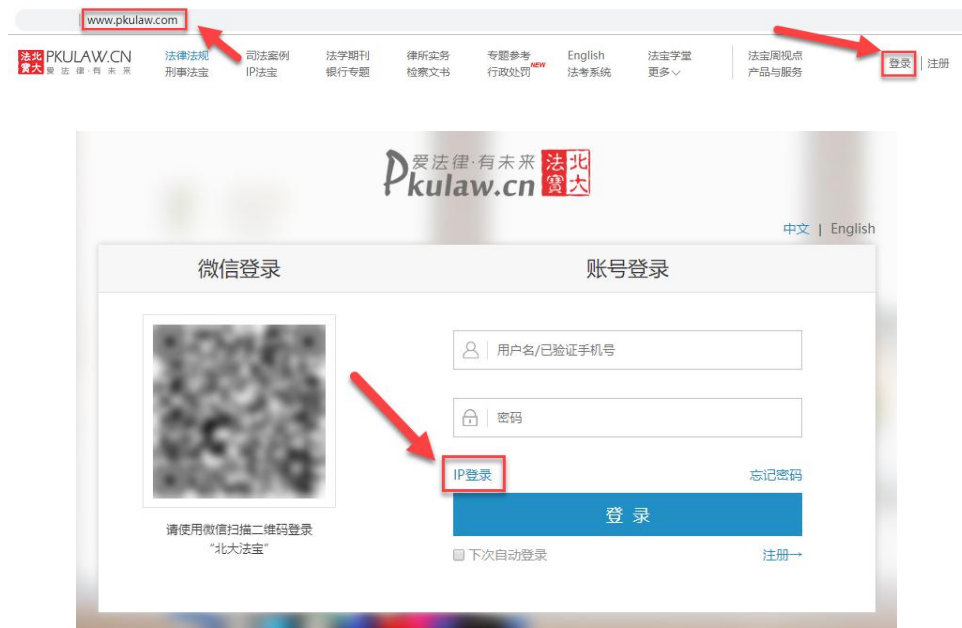 www.pkulaw.com
法北寶大 PKULAW.CN 爱法律·有未来
法律法规 司法案例 法学期刊 律所实务 专题参考 English 法宝学堂 法宝周视点
刑事法宝 IP法宝 银行专题 检察文书 行政处罚 NEW 法考系统 更多 产品与服务
登录 | 注册
爱法律·有未来
Pkulaw.cn
法北
寶大
中文 | English
微信登录 账号登录
用户名/已验证手机号
密码
IP登录 忘记密码
登 录
请使用微信扫描二维码登录
“北大法宝”
下次自动登录 注册→